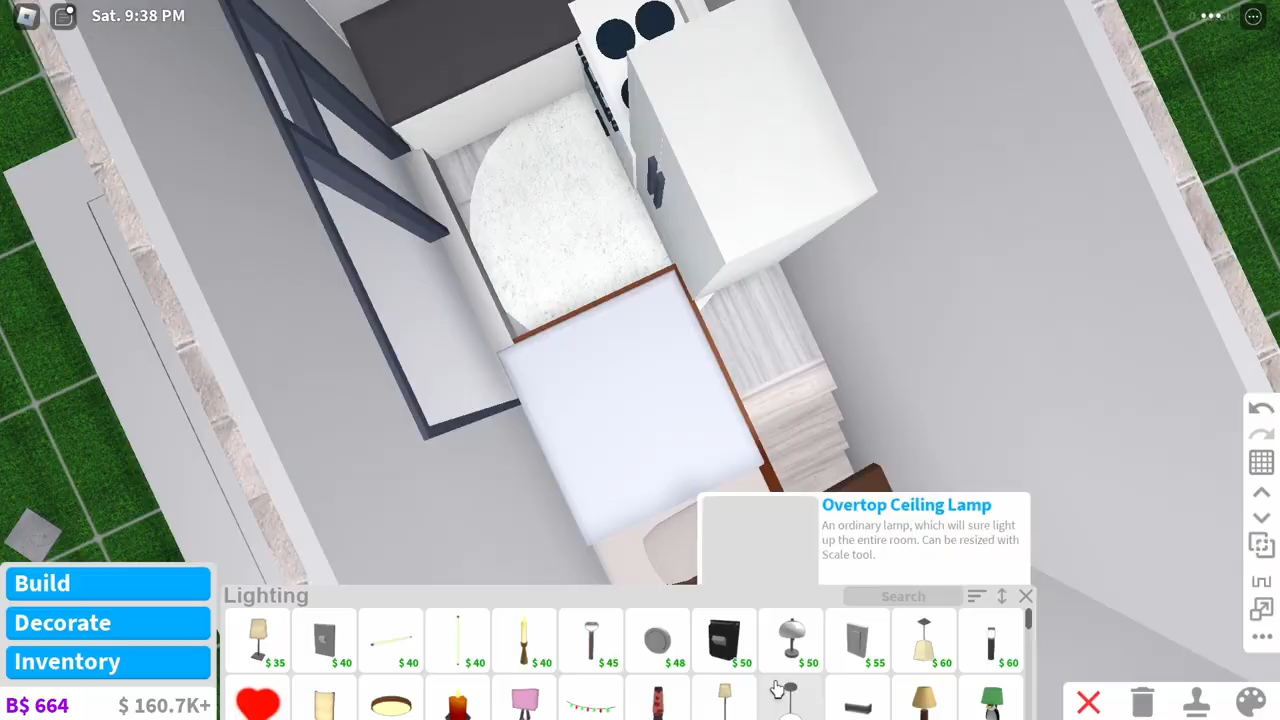 Sat. 9:38 PM
Overtop Ceiling Lamp
An ordinary lamp, which will sure light
up the entire room. Can be resized with
Scale tool.
Build
Decorate
Inventory
B$ 664
$ 160.7K+
Lighting
Search
$ 35
$ 40
$ 40
$ 40
$ 40
$ 45
$ 48
$ 50
$ 50
$ 55
$ 60
$ 60